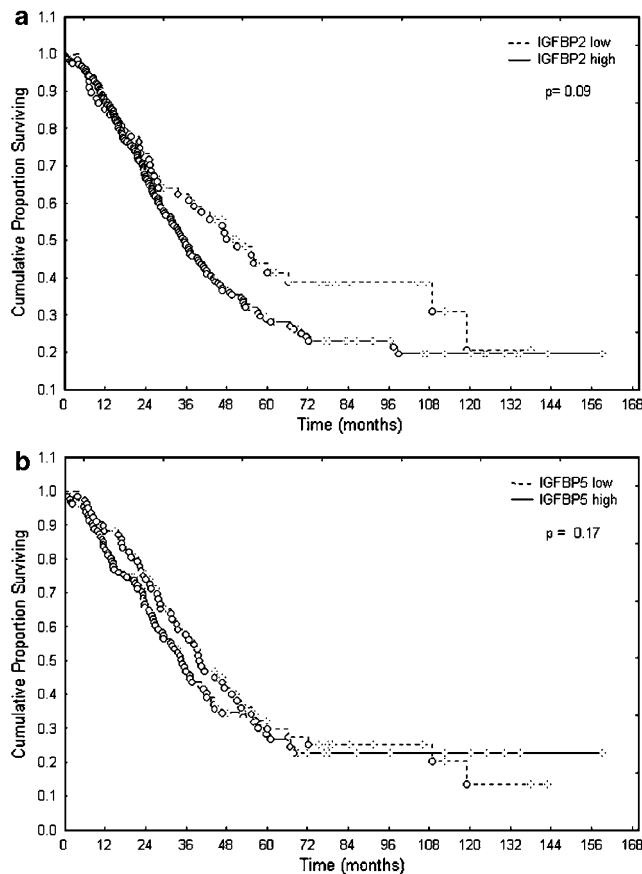 a
1.1
1.0
0.9
0.8
0.7
0.6
0.5
0.4
0.3
0.2
0.1
Cumulative Proportion Surviving
IGFBP2 low
IGFBP2 high
p= 0.09
0 12 24 36 48 60 72 84 96 108 120 132 144 156 168
Time (months)
b
1.1
1.0
0.9
0.8
0.7
0.6
0.5
0.4
0.3
0.2
0.1
0.0
Cumulative Proportion Surviving
IGFBP5 low
IGFBP5 high
p = 0.17
0 12 24 36 48 60 72 84 96 108 120 132 144 156 168
Time (months)